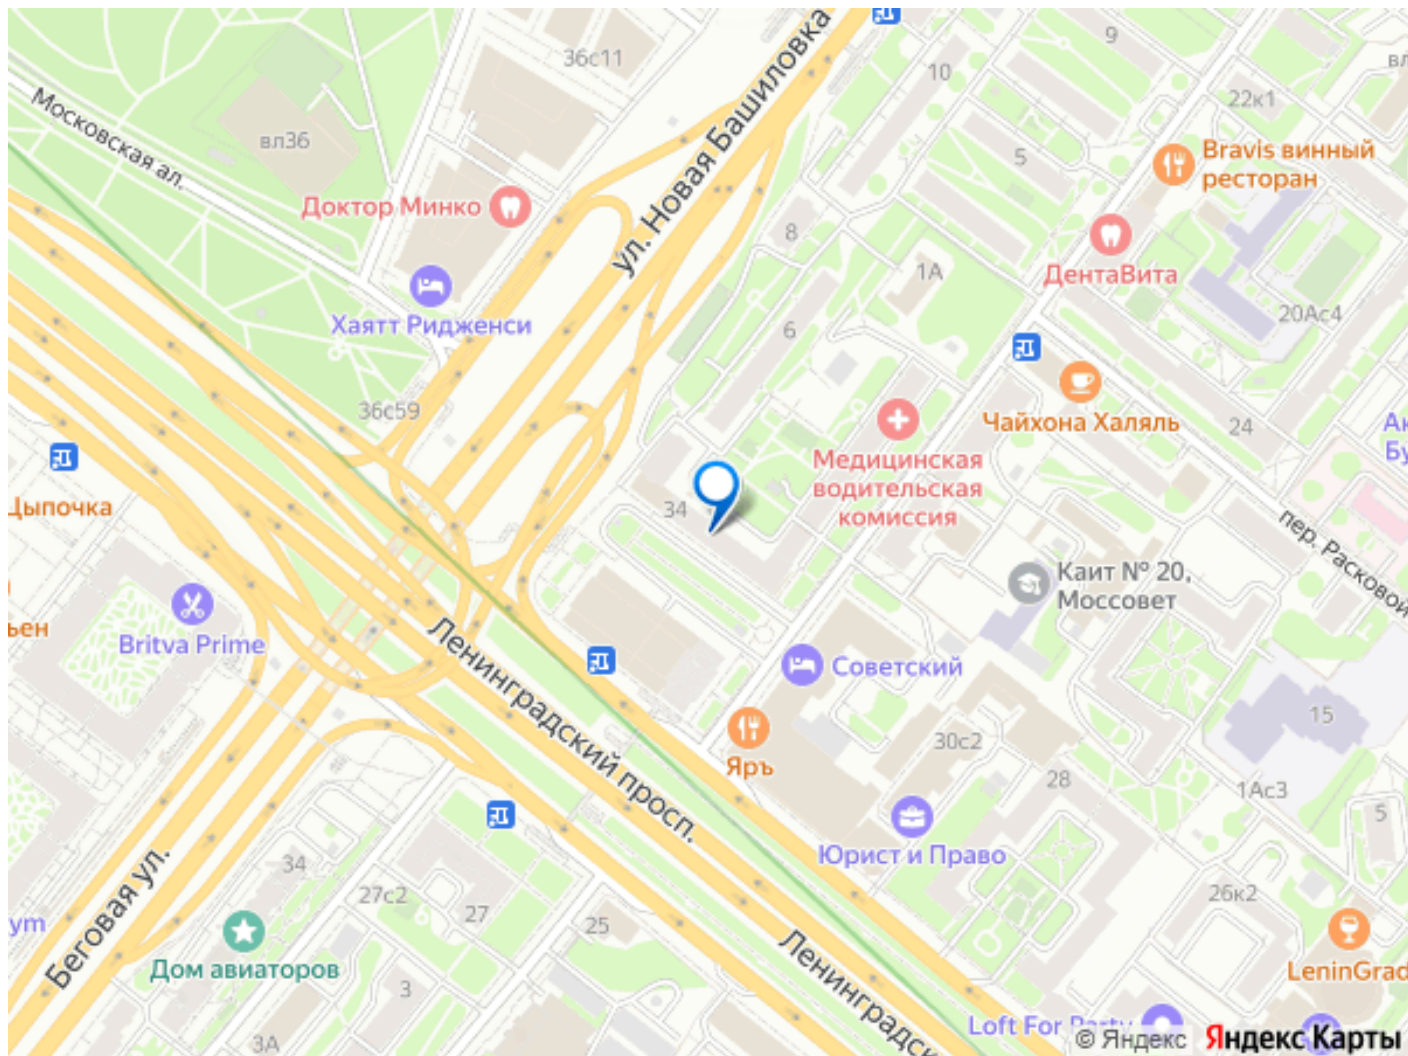 36с11
9
10
вл
22к1
Московская ал.
вл36
ул. Новая Башиловка
5
Bravis винный
ресторан
Доктор Минко
8
1А
ДентаВита
Хаятт Ридженси
6
20Ас4
36с59
Чайхона Халяль
24
Ак
Бу
Медицинская
водительская
комиссия
34
Цыпочка
пер. Расковой
Каит № 20,
Моссовет
ьен
Britva Prime
Ленинградский просп.
Советский
15
Яръ
30с2
28
1Ас3
5
Юрист и Право
34
27с2
27
25
26к2
Беговая ул.
ym
Дом авиаторов
LeninGrad
3
Ленинградск
Loft For Party
3А
© Яндекс Яндекс Карты